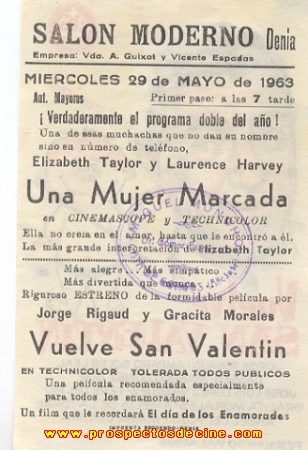 SALON MODERNO Denia
Empresa: Vda. A. Guixot y Vicente Espadas
MIERCOLES 29 de MAYO de 1963
Aut. Mayores Primer pase: a las 7 tarde
¡Verdaderamente el programa doble del año!
Una de esas muchachas que no dan su nombre
sino su número de teléfono,
Elizabeth Taylor y Laurence Harvey
Una Mujer Marcada
en CINEMASCOPE y TECHNICOLOR
Ella no creia en el amor, hasta que le encontró a él.
La más grande interpretación de Elizabeth Taylor
Más alegre Más simpático
Más divertida que nunca
Riguroso ESTRENO de la formidable película por
Jorge Rigaud y Gracita Morales
Vuelve San Valentin
EN TECHNICOLOR TOLERADA TODOS PUBLICOS
Una película recomendada especialmente
para todos los enamorados.
Un film que le recordará El día de los Enamorados
IMPRENTA
www.prospectosdecine.com